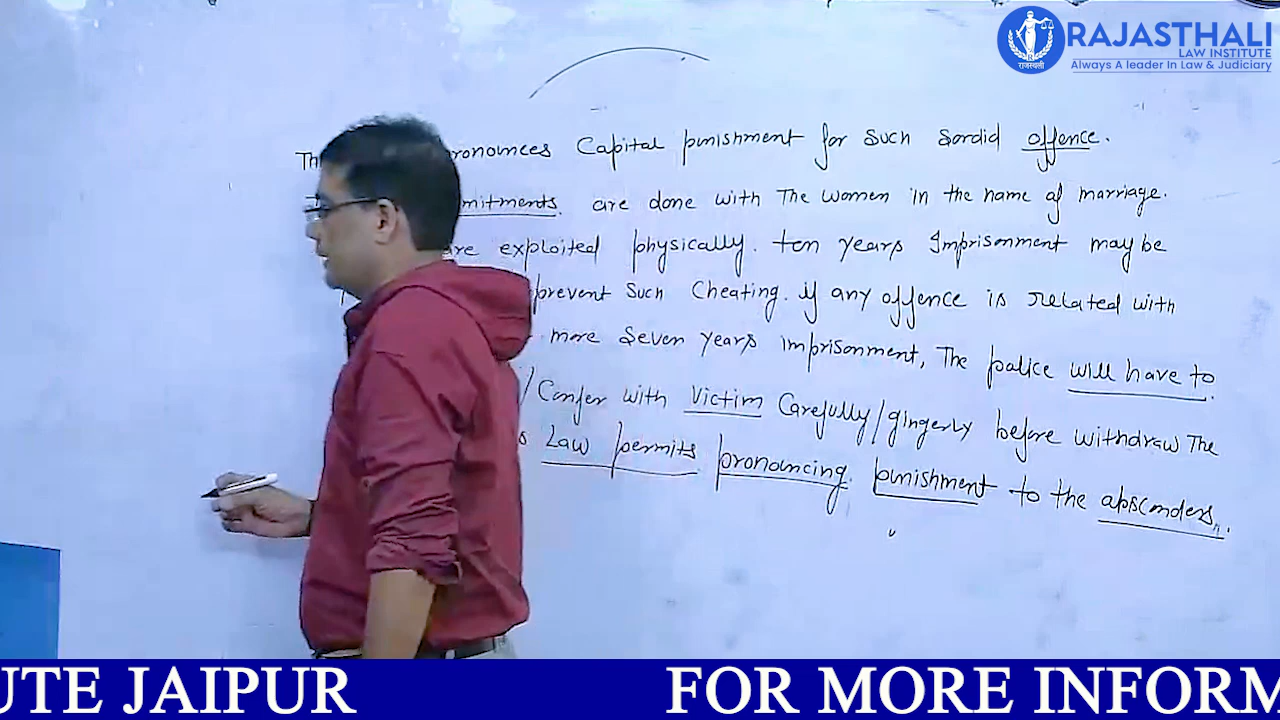 RAJASTHALI
LAW INSTITUTE
राजस्थली
Always A leader In Law & Judiciary
Th ronounces Capital punishment for Such Sordid offence.
mitments. are done with The women in the name of marriage.
are exploited physically. ten years Imprisonment may be
prevent Such Cheating. if any offence is related with
more Seven years imprisonment, The police will have to
/ Confer with Victim Carefully/gingerly before withdraw The
Law permits pronouncing punishment to the absconders,,.
UTE JAIPUR FOR MORE INFORM